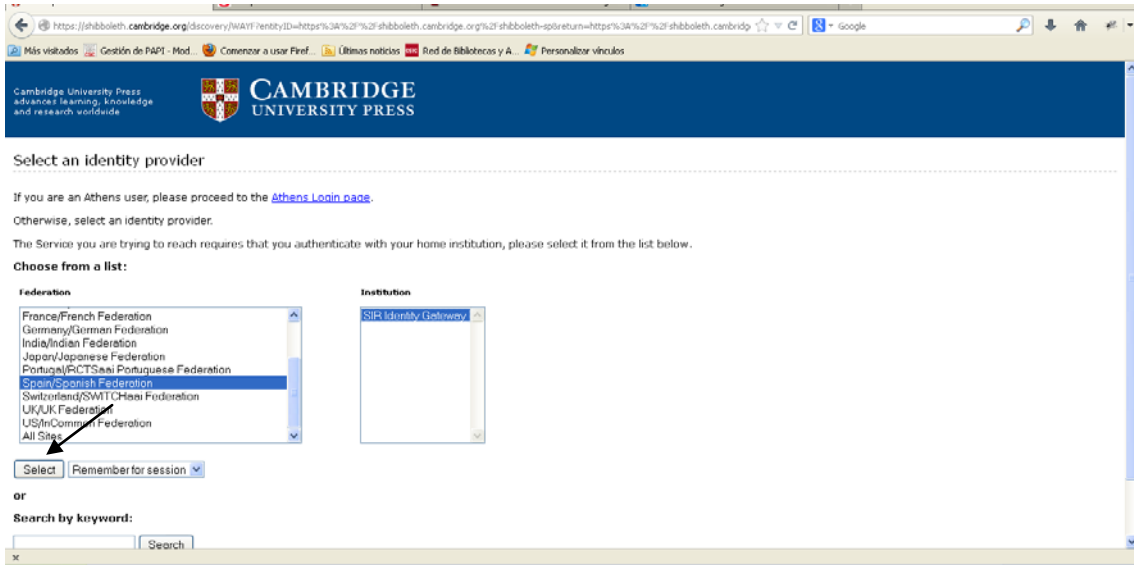 https://shibboleth.cambridge.org/discovery/WAYF?entityID=https%3A%2F%2Fshibboleth.cambridge.org%2Fshibboleth-sp&return=https%3A%2F%2Fshibboleth.cambridg
Google
Más visitados Gestión de PAPI - Mod... Comenzar a usar Firef... Últimas noticias Red de Bibliotecas y A... Personalizar vínculos
Cambridge University Press
advances learning, knowledge
and research worldwide
CAMBRIDGE
UNIVERSITY PRESS
Select an identity provider
If you are an Athens user, please proceed to the Athens Login page.
Otherwise, select an identity provider.
The Service you are trying to reach requires that you authenticate with your home institution, please select it from the list below.
Choose from a list:
Federation Institution
France/French Federation SIR Identity Gateway
Germany/German Federation
India/Indian Federation
Japan/Japanese Federation
Portugal/RCTSaai Portuguese Federation
Spain/Spanish Federation
Switzerland/SWITCHaai Federation
UK/UK Federation
US/InCommon Federation
All Sites
Select Remember for session
or
Search by keyword:
Search